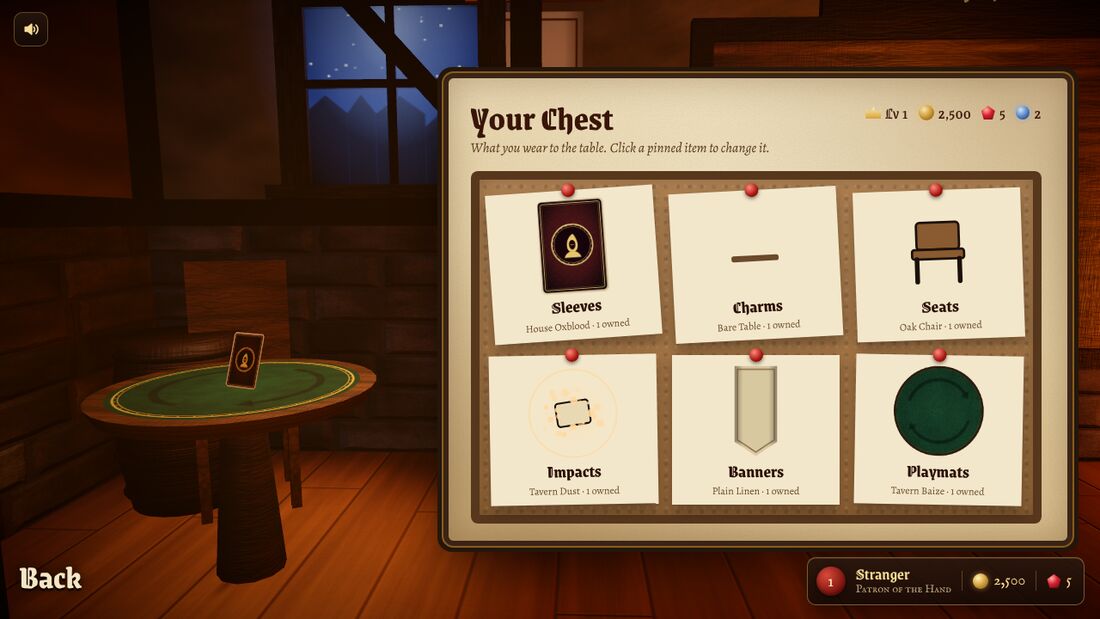 Your Chest
Lv 1 2,500 5 2
What you wear to the table. Click a pinned item to change it.
Sleeves
House Oxblood · 1 owned
Charms
Bare Table · 1 owned
Seats
Oak Chair · 1 owned
Impacts
Tavern Dust · 1 owned
Banners
Plain Linen · 1 owned
Playmats
Tavern Baize · 1 owned
Back
1
Stranger
Patron of the Hand
2,500
5